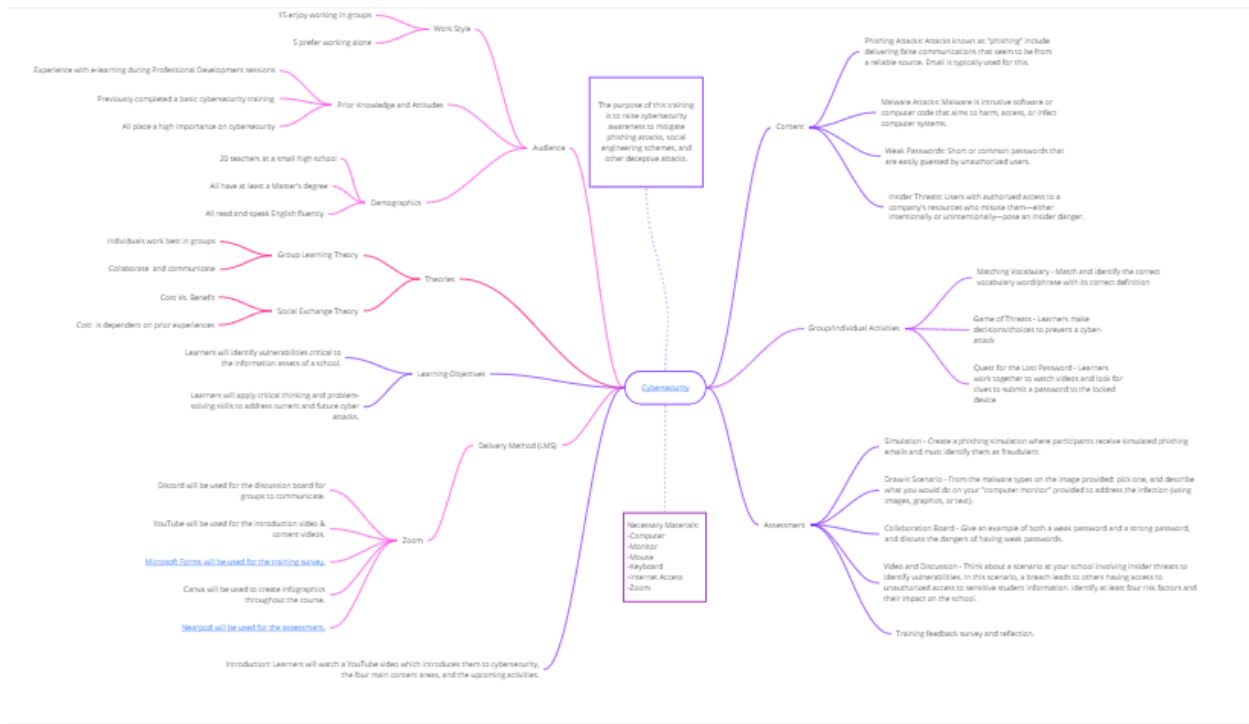 15 enjoy working in groups
5 prefer working alone
Work Style
Experience with e-learning during Professional Development sessions
Previously completed a basic cybersecurity training
All place a high importance on cybersecurity
Prior Knowledge and Attitudes
20 teachers at a small high school
All have at least a Master's degree
All read and speak English fluently
Demographics
Audience
Individuals work best in groups
Collaborate and communicate
Group Learning Theory
Cost Vs. Benefit
Cost is dependent on prior experiences
Social Exchange Theory
Theories
Learners will identify vulnerabilities critical to
the information assets of a school.
Learners will apply critical thinking and problem-
solving skills to address current and future cyber
attacks.
Learning Objectives
Delivery Method (LMS)
Discord will be used for the discussion board for
groups to communicate.
YouTube will be used for the introduction video &
content videos.
Microsoft Forms will be used for the training survey.
Canva will be used to create infographics
throughout the course.
Nearpod will be used for the assessment.
Zoom
Introduction: Learners will watch a YouTube video which introduces them to cybersecurity,
the four main content areas, and the upcoming activities.
The purpose of this training
is to raise cybersecurity
awareness to mitigate
phishing attacks, social
engineering schemes, and
other deceptive attacks.
Cybersecurity
Necessary Materials:
-Computer
-Monitor
-Mouse
-Keyboard
-Internet Access
-Zoom
Content
Phishing Attacks: Attacks known as "phishing" include
delivering false communications that seem to be from
a reliable source. Email is typically used for this.
Malware Attacks: Malware is intrusive software or
computer code that aims to harm, access, or infect
computer systems.
Weak Passwords: Short or common passwords that
are easily guessed by unauthorized users.
Insider Threats: Users with authorized access to a
company's resources who misuse them—either
intentionally or unintentionally—pose an insider danger.
Group/Individual Activities
Matching Vocabulary - Match and identify the correct
vocabulary word/phrase with its correct definition
Game of Threats - Learners make
decisions/choices to prevent a cyber-
attack
Quest for the Lost Password - Learners
work together to watch videos and look for
clues to submit a password to the locked
device
Assessment
Simulation - Create a phishing simulation where participants receive simulated phishing
emails and must identify them as fraudulent.
Draw-It Scenario - From the malware types on the image provided: pick one, and describe
what you would do on your "computer monitor" provided to address the infection (using
images, graphics, or text).
Collaboration Board - Give an example of both a weak password and a strong password,
and discuss the dangers of having weak passwords.
Video and Discussion - Think about a scenario at your school involving insider threats to
identify vulnerabilities. In this scenario, a breach leads to others having access to
unauthorized access to sensitive student information. Identify at least four risk factors and
their impact on the school.
Training feedback survey and reflection.